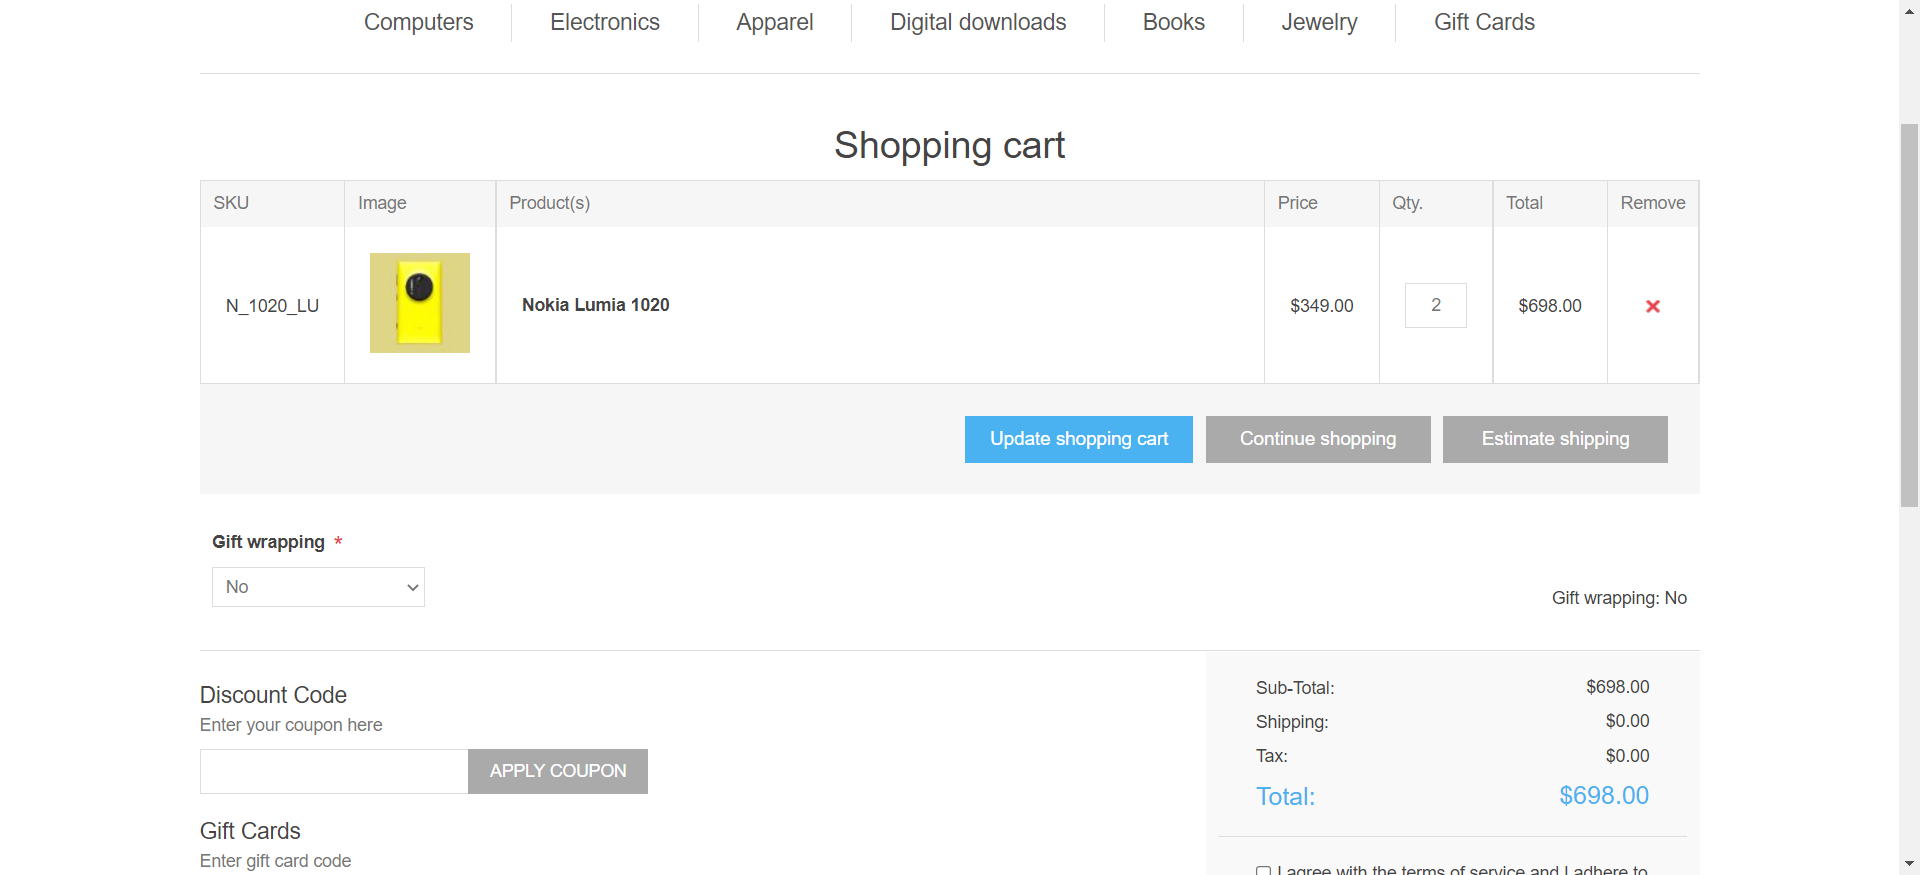 Computers Electronics Apparel Digital downloads Books Jewelry Gift Cards
Shopping cart
SKU Image Product(s) Price Qty. Total Remove
N_1020_LU Nokia Lumia 1020 $349.00 2 $698.00
Update shopping cart Continue shopping Estimate shipping
Gift wrapping *
No
Gift wrapping: No
Discount Code
Enter your coupon here
APPLY COUPON
Gift Cards
Enter gift card code
Sub-Total: $698.00
Shipping: $0.00
Tax: $0.00
Total: $698.00
I agree with the terms of service and I adhere to